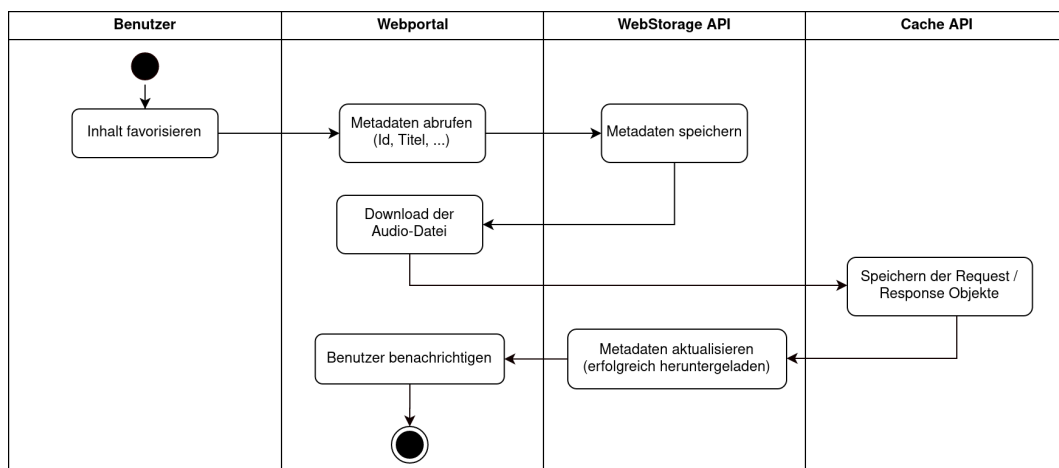 Benutzer
Webportal
WebStorage API
Cache API
Inhalt favorisieren
Metadaten abrufen
(Id, Titel, ...)
Metadaten speichern
Download der
Audio-Datei
Speichern der Request /
Response Objekte
Metadaten aktualisieren
(erfolgreich heruntergeladen)
Benutzer benachrichtigen